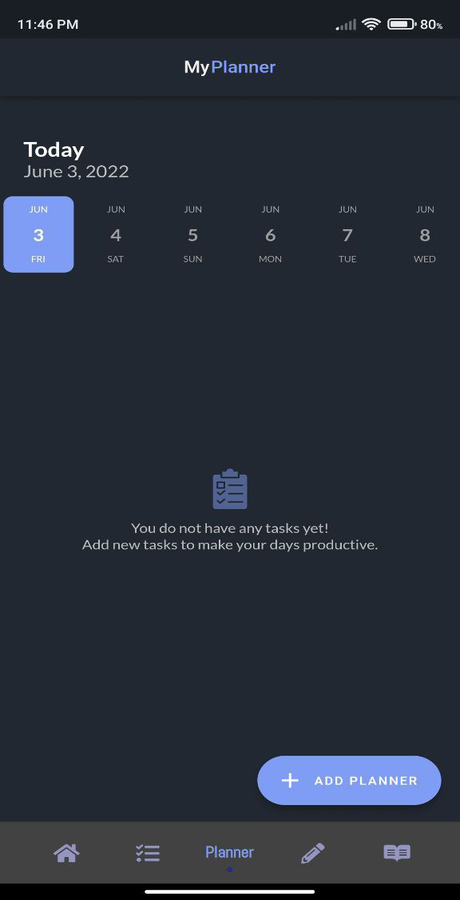 11:46 PM 80%
MyPlanner
Today
June 3, 2022
JUN JUN JUN JUN JUN JUN
3 4 5 6 7 8
FRI SAT SUN MON TUE WED
You do not have any tasks yet!
Add new tasks to make your days productive.
ADD PLANNER
Planner